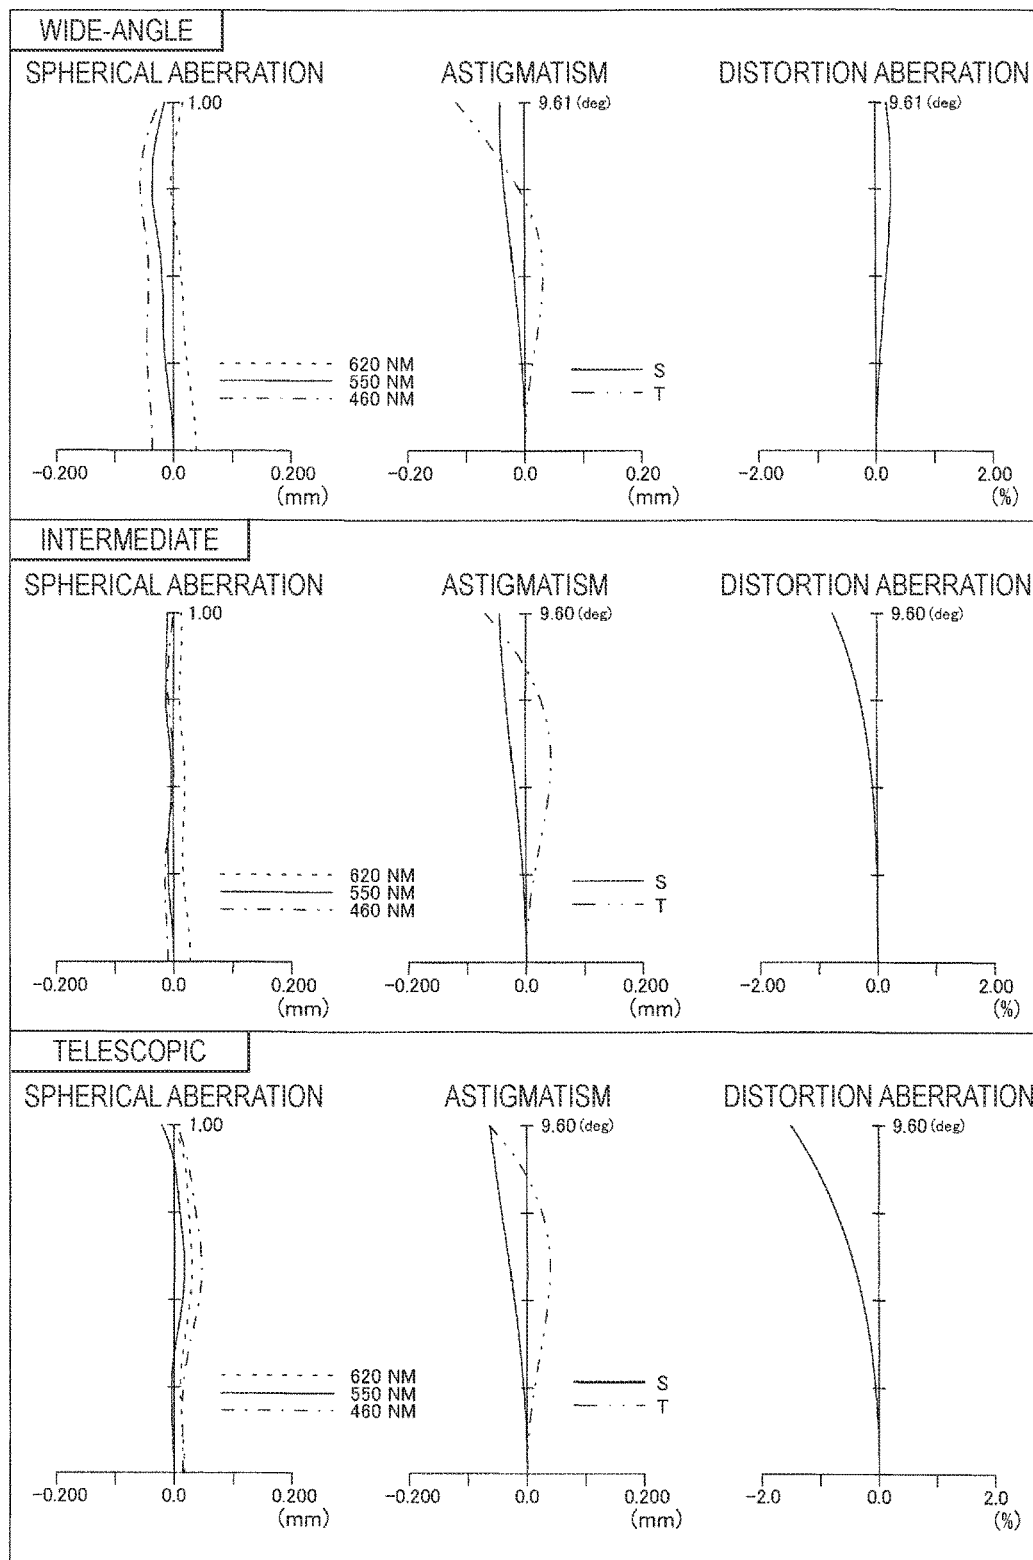 WIDE-ANGLE
SPHERICAL ABERRATION ASTIGMATISM DISTORTION ABERRATION
1.00 9.61 (deg) 9.61 (deg)
620 NM
550 NM S
460 NM T
-0.200 0.0 0.200 -0.20 0.0 0.20 -2.00 0.0 2.00
(mm) (mm) (%)
INTERMEDIATE
SPHERICAL ABERRATION ASTIGMATISM DISTORTION ABERRATION
1.00 9.60 (deg) 9.60 (deg)
620 NM
550 NM S
460 NM T
-0.200 0.0 0.200 -0.200 0.0 0.200 -2.00 0.0 2.00
(mm) (mm) (%)
TELESCOPIC
SPHERICAL ABERRATION ASTIGMATISM DISTORTION ABERRATION
1.00 9.60 (deg) 9.60 (deg)
620 NM
550 NM S
460 NM T
-0.200 0.0 0.200 -0.200 0.0 0.200 -2.0 0.0 2.0
(mm) (mm) (%)